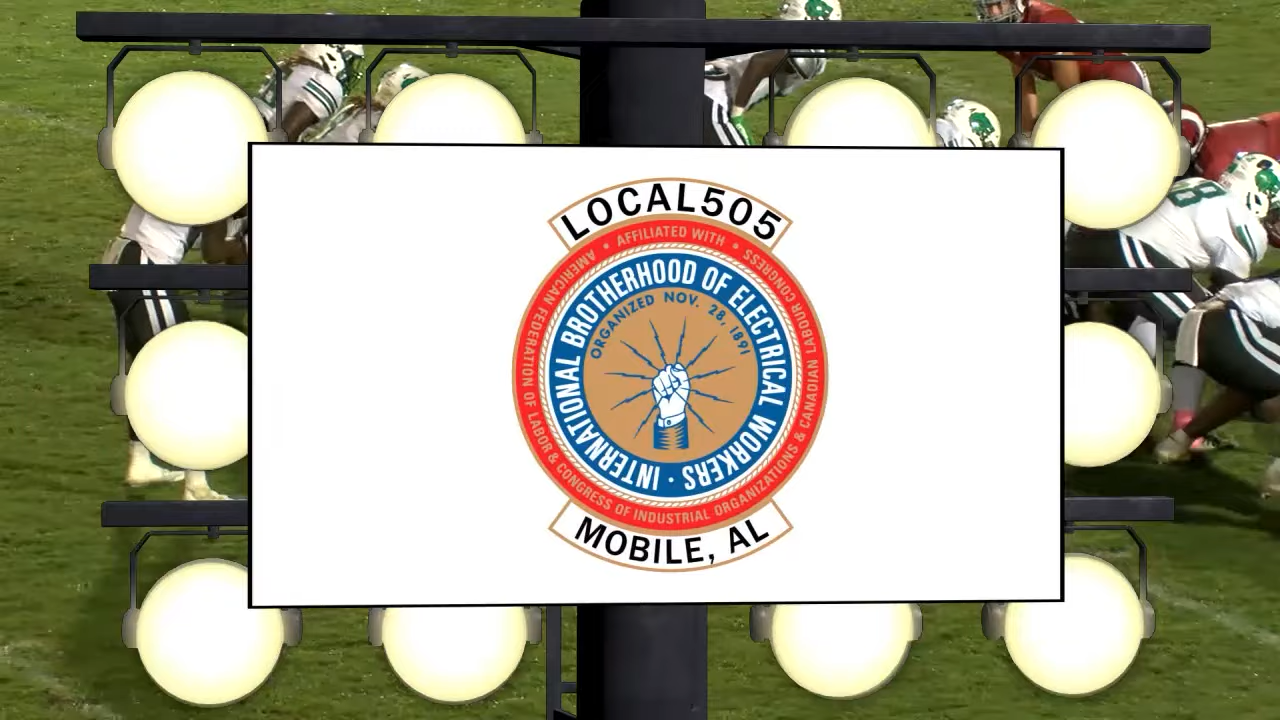 LOCAL505
• AFFILIATED WITH •
AMERICAN FEDERATION OF LABOR & CONGRESS OF INDUSTRIAL ORGANIZATIONS & CANADIAN LABOUR CONGRESS
INTERNATIONAL BROTHERHOOD OF ELECTRICAL WORKERS •
ORGANIZED NOV. 28, 1891
MOBILE, AL
8